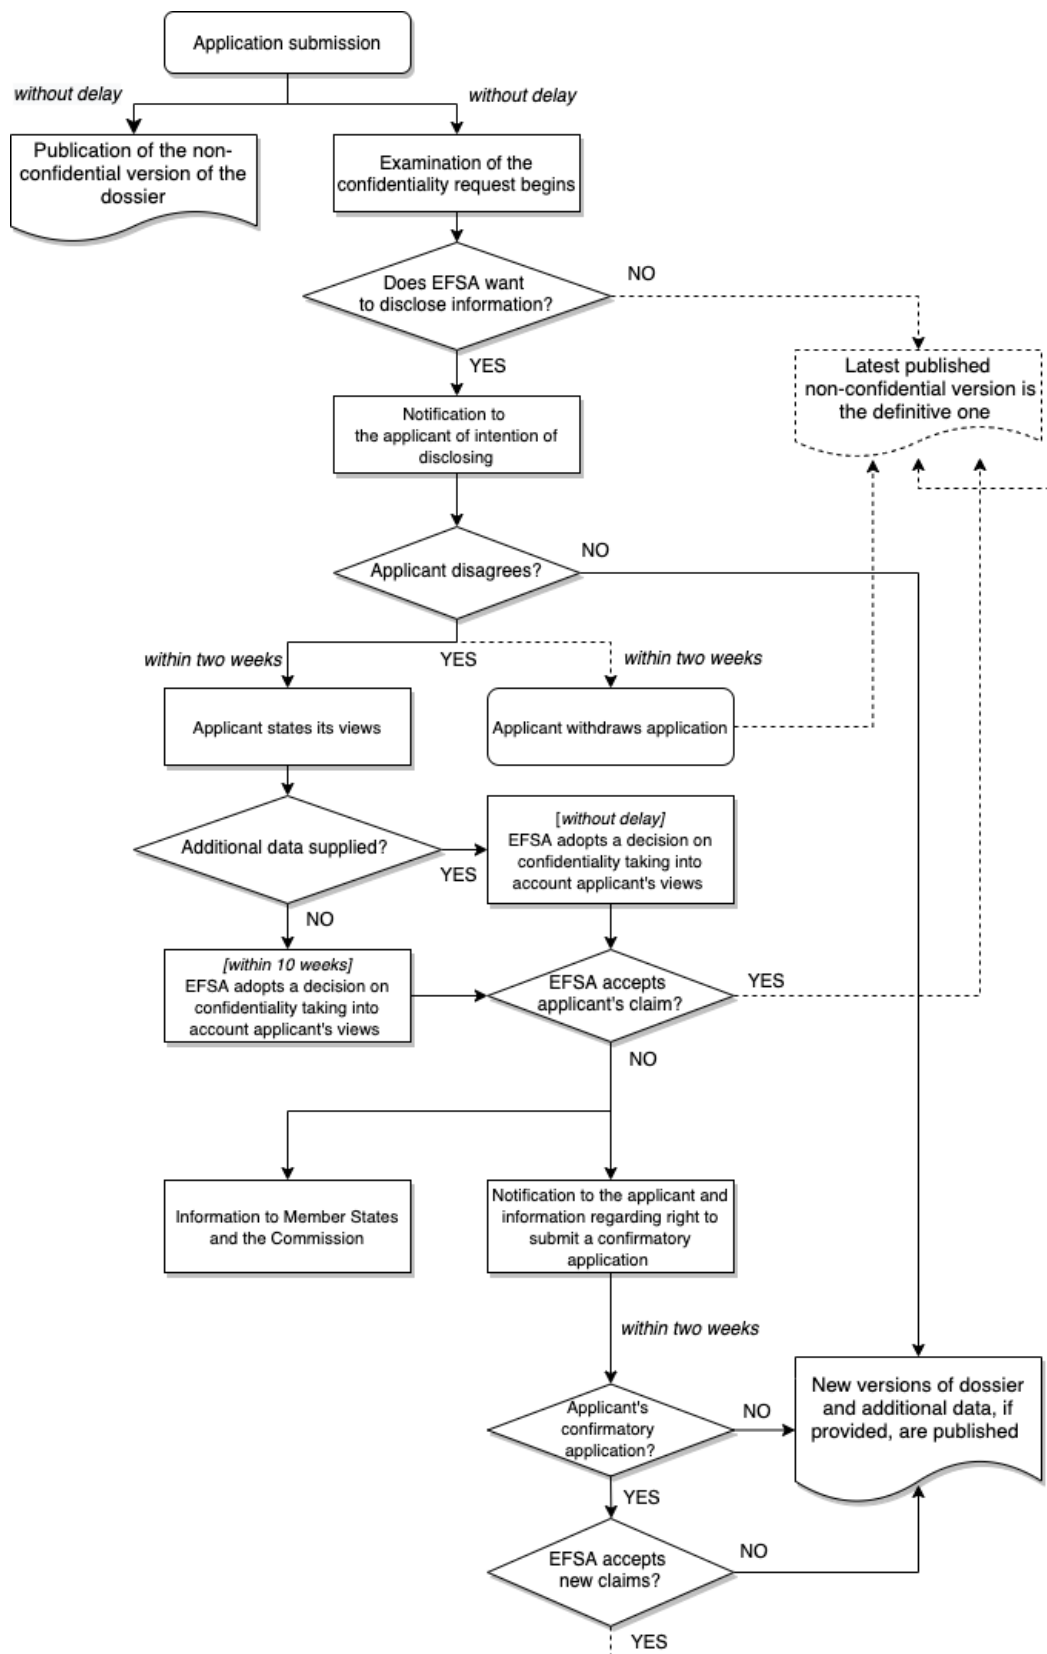 Application submission
without delay
without delay
Publication of the non-
confidential version of the
dossier
Examination of the
confidentiality request begins
Does EFSA want
to disclose information?
NO
YES
Latest published
non-confidential version is
the definitive one
Notification to
the applicant of intention of
disclosing
Applicant disagrees?
NO
within two weeks
YES
within two weeks
Applicant states its views
Applicant withdraws application
Additional data supplied?
YES
[without delay]
EFSA adopts a decision on
confidentiality taking into
account applicant's views
NO
[within 10 weeks]
EFSA adopts a decision on
confidentiality taking into
account applicant's views
EFSA accepts
applicant's claim?
YES
NO
Information to Member States
and the Commission
Notification to the applicant and
information regarding right to
submit a confirmatory
application
within two weeks
Applicant's
confirmatory
application?
NO
New versions of dossier
and additional data, if
provided, are published
YES
EFSA accepts
new claims?
NO
YES